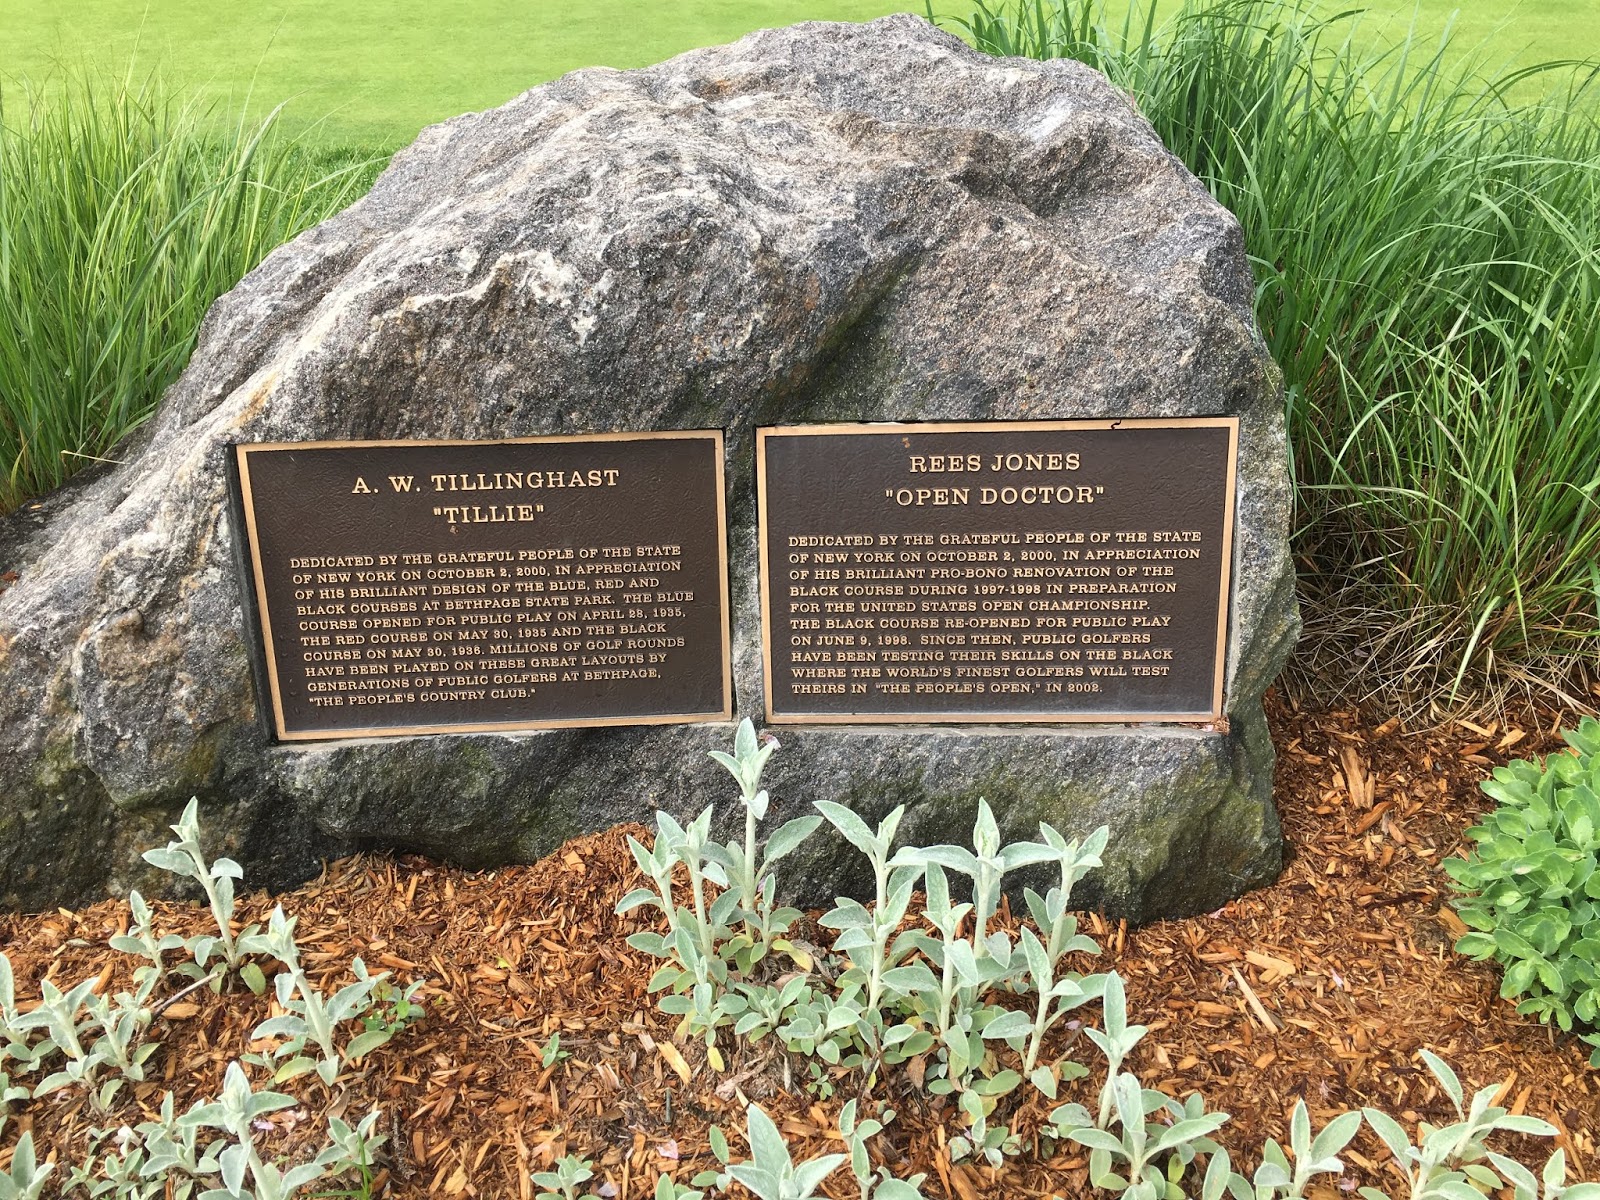 A. W. TILLINGHAST
"TILLIE"
DEDICATED BY THE GRATEFUL PEOPLE OF THE STATE
OF NEW YORK ON OCTOBER 2, 2000, IN APPRECIATION
OF HIS BRILLIANT DESIGN OF THE BLUE, RED AND
BLACK COURSES AT BETHPAGE STATE PARK. THE BLUE
COURSE OPENED FOR PUBLIC PLAY ON APRIL 28, 1935,
THE RED COURSE ON MAY 30, 1935 AND THE BLACK
COURSE ON MAY 30, 1936. MILLIONS OF GOLF ROUNDS
HAVE BEEN PLAYED ON THESE GREAT LAYOUTS BY
GENERATIONS OF PUBLIC GOLFERS AT BETHPAGE,
"THE PEOPLE'S COUNTRY CLUB."
REES JONES
"OPEN DOCTOR"
DEDICATED BY THE GRATEFUL PEOPLE OF THE STATE
OF NEW YORK ON OCTOBER 2, 2000, IN APPRECIATION
OF HIS BRILLIANT PRO-BONO RENOVATION OF THE
BLACK COURSE DURING 1997-1998 IN PREPARATION
FOR THE UNITED STATES OPEN CHAMPIONSHIP.
THE BLACK COURSE RE-OPENED FOR PUBLIC PLAY
ON JUNE 9, 1998. SINCE THEN, PUBLIC GOLFERS
HAVE BEEN TESTING THEIR SKILLS ON THE BLACK
WHERE THE WORLD'S FINEST GOLFERS WILL TEST
THEIRS IN "THE PEOPLE'S OPEN," IN 2002.